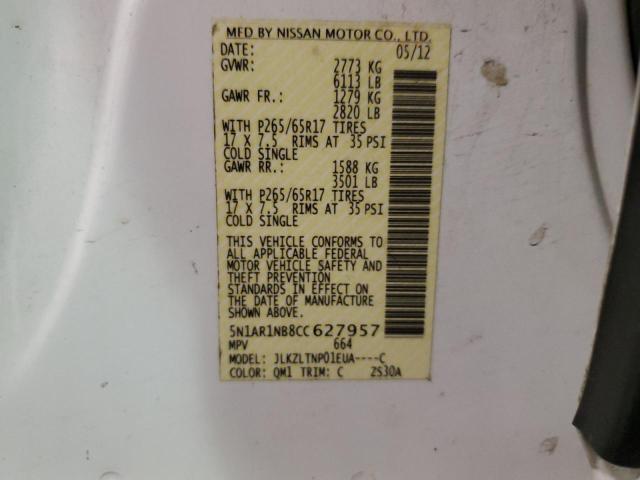 MFD BY NISSAN MOTOR CO., LTD.
DATE: 05/12
GVWR: 2773 KG
6113 LB
GAWR FR.: 1279 KG
2820 LB
WITH P265/65R17 TIRES
17 X 7.5 RIMS AT 35 PSI
COLD SINGLE
GAWR RR.: 1588 KG
3501 LB
WITH P265/65R17 TIRES
17 X 7.5 RIMS AT 35 PSI
COLD SINGLE
THIS VEHICLE CONFORMS TO
ALL APPLICABLE FEDERAL
MOTOR VEHICLE SAFETY AND
THEFT PREVENTION
STANDARDS IN EFFECT ON
THE DATE OF MANUFACTURE
SHOWN ABOVE.
5N1AR1NB8CC627957
MPV 664
MODEL: JLKZLTNP01EUA----C
COLOR: QM1 TRIM: C ZS30A